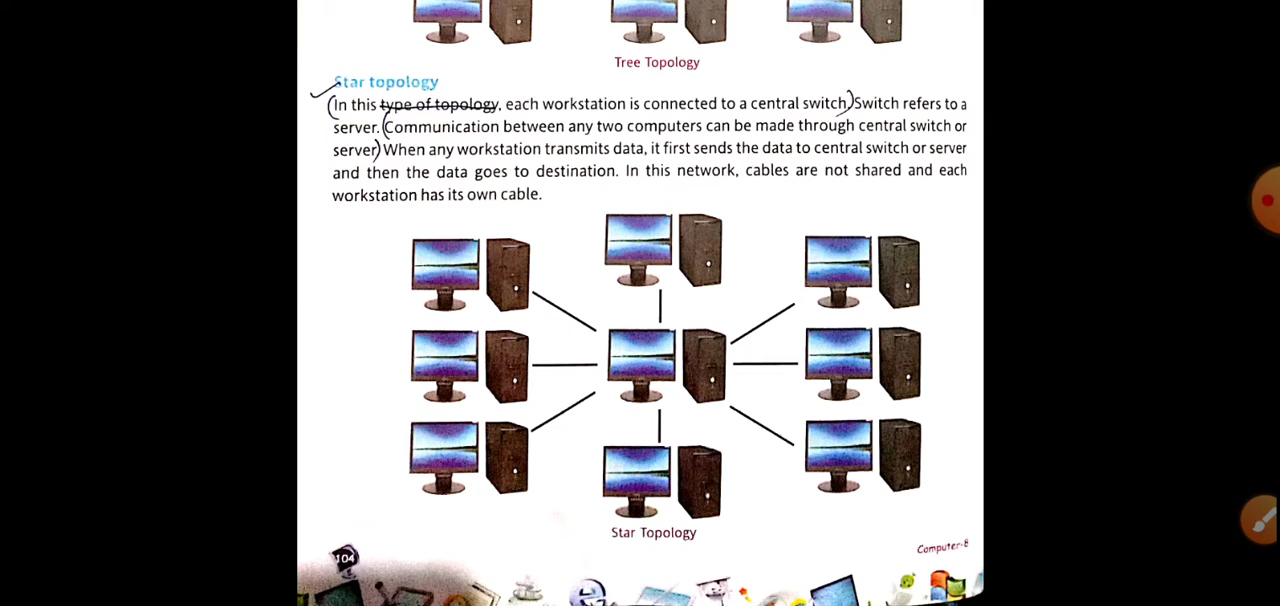 Tree Topology
Star topology
In this type of topology, each workstation is connected to a central switch. Switch refers to a
server. Communication between any two computers can be made through central switch or
server. When any workstation transmits data, it first sends the data to central switch or server
and then the data goes to destination. In this network, cables are not shared and each
workstation has its own cable.
Star Topology
104
Computer-8